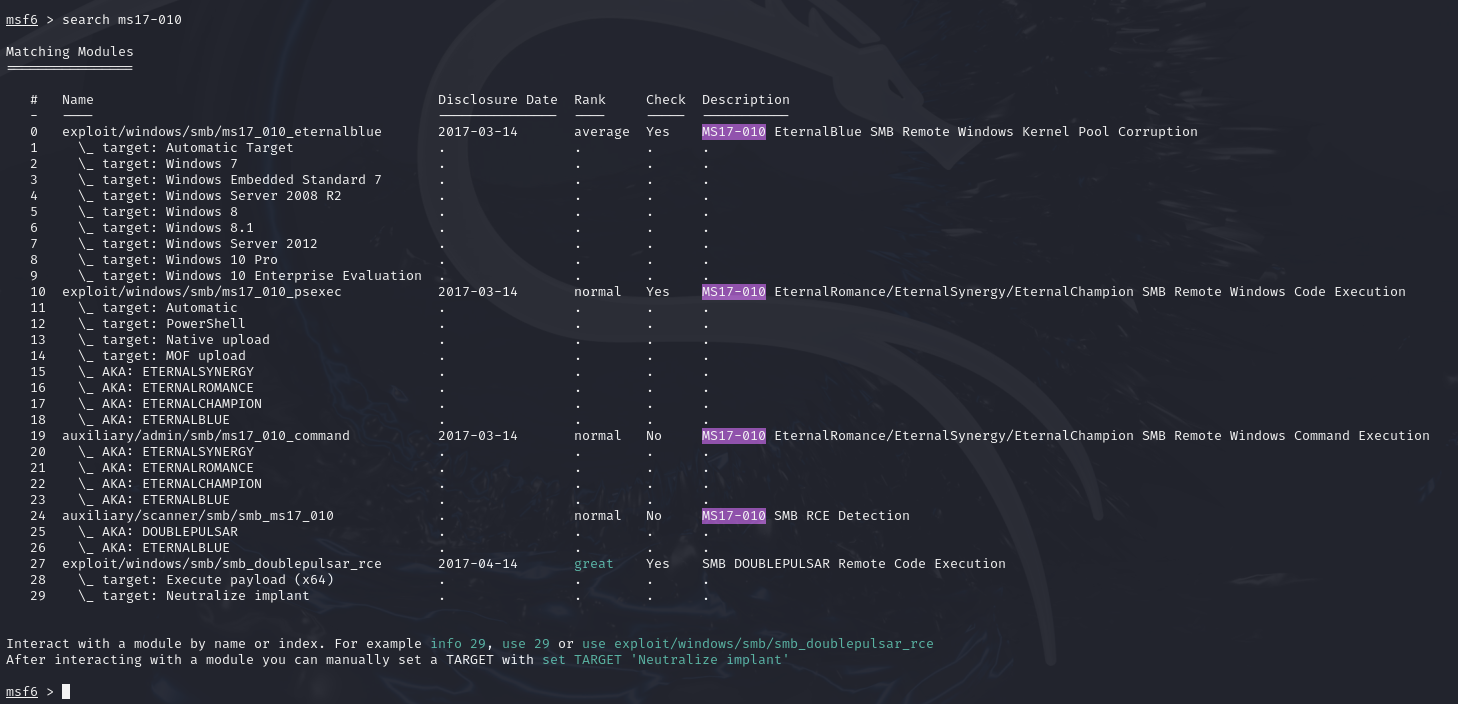 msf6 > search ms17-010
Matching Modules
================
# Name Disclosure Date Rank Check Description
- ---- --------------- ---- ----- -----------
0 exploit/windows/smb/ms17_010_eternalblue 2017-03-14 average Yes MS17-010 EternalBlue SMB Remote Windows Kernel Pool Corruption
1 \_ target: Automatic Target . . . .
2 \_ target: Windows 7 . . . .
3 \_ target: Windows Embedded Standard 7 . . . .
4 \_ target: Windows Server 2008 R2 . . . .
5 \_ target: Windows 8 . . . .
6 \_ target: Windows 8.1 . . . .
7 \_ target: Windows Server 2012 . . . .
8 \_ target: Windows 10 Pro . . . .
9 \_ target: Windows 10 Enterprise Evaluation . . . .
10 exploit/windows/smb/ms17_010_psexec 2017-03-14 normal Yes MS17-010 EternalRomance/EternalSynergy/EternalChampion SMB Remote Windows Code Execution
11 \_ target: Automatic . . . .
12 \_ target: PowerShell . . . .
13 \_ target: Native upload . . . .
14 \_ target: MOF upload . . . .
15 \_ AKA: ETERNALSYNERGY . . . .
16 \_ AKA: ETERNALROMANCE . . . .
17 \_ AKA: ETERNALCHAMPION . . . .
18 \_ AKA: ETERNALBLUE . . . .
19 auxiliary/admin/smb/ms17_010_command 2017-03-14 normal No MS17-010 EternalRomance/EternalSynergy/EternalChampion SMB Remote Windows Command Execution
20 \_ AKA: ETERNALSYNERGY . . . .
21 \_ AKA: ETERNALROMANCE . . . .
22 \_ AKA: ETERNALCHAMPION . . . .
23 \_ AKA: ETERNALBLUE . . . .
24 auxiliary/scanner/smb/smb_ms17_010 . normal No MS17-010 SMB RCE Detection
25 \_ AKA: DOUBLEPULSAR . . . .
26 \_ AKA: ETERNALBLUE . . . .
27 exploit/windows/smb/smb_doublepulsar_rce 2017-04-14 great Yes SMB DOUBLEPULSAR Remote Code Execution
28 \_ target: Execute payload (x64) . . . .
29 \_ target: Neutralize implant . . . .
Interact with a module by name or index. For example info 29, use 29 or use exploit/windows/smb/smb_doublepulsar_rce
After interacting with a module you can manually set a TARGET with set TARGET 'Neutralize implant'
msf6 >